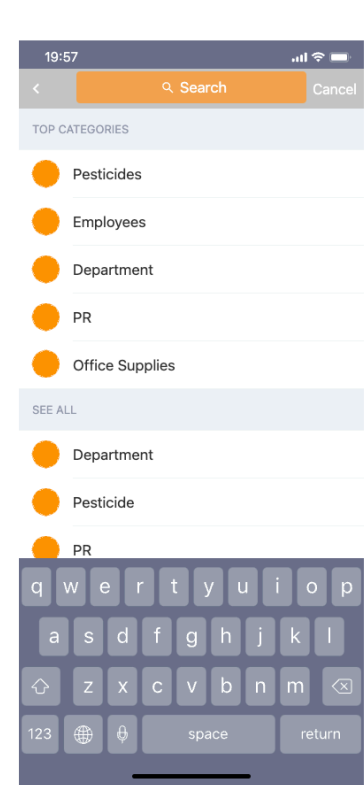 19:57
Search
Cancel
TOP CATEGORIES
Pesticides
Employees
Department
PR
Office Supplies
SEE ALL
Department
Pesticide
PR
q w e r t y u i o p
a s d f g h j k l
z x c v b n m
123 space return